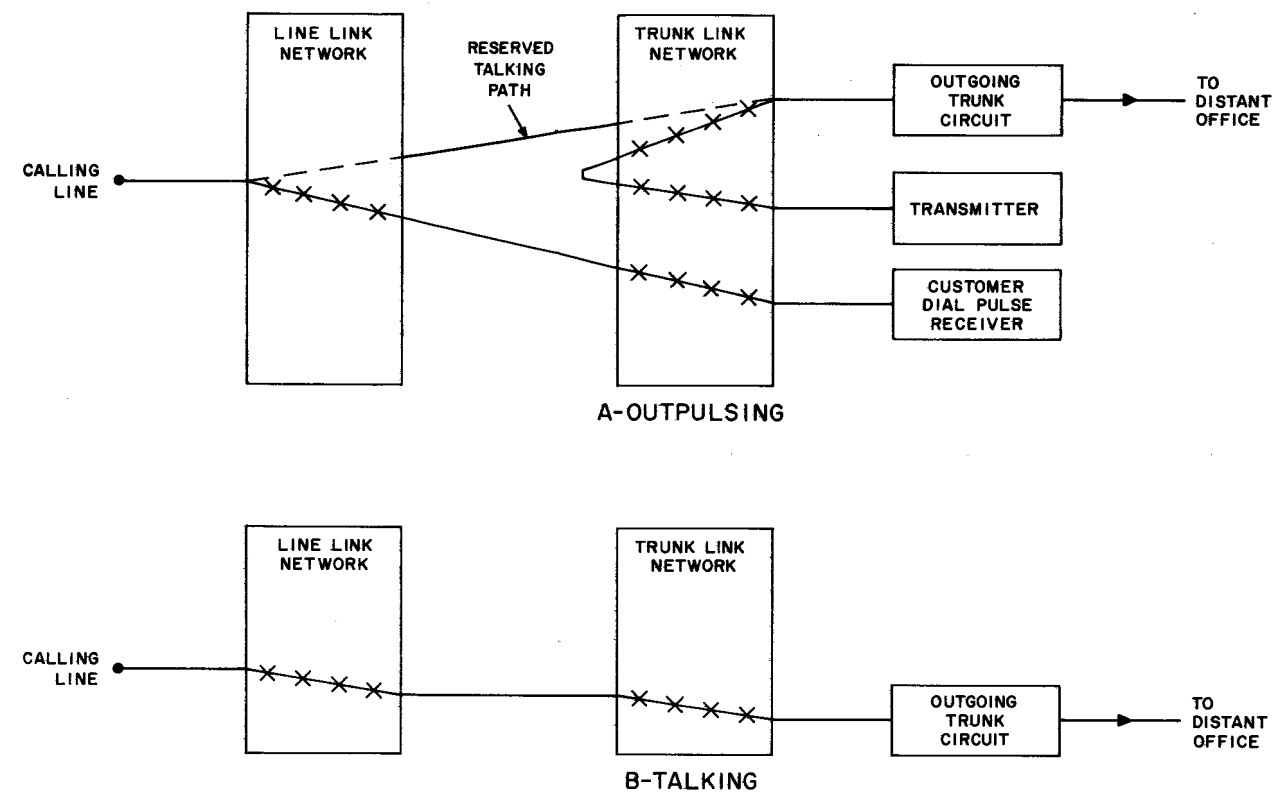 LINE LINK
NETWORK
RESERVED
TALKING
PATH
TRUNK LINK
NETWORK
OUTGOING
TRUNK
CIRCUIT
TO
DISTANT
OFFICE
CALLING
LINE
TRANSMITTER
CUSTOMER
DIAL PULSE
RECEIVER
A-OUTPULSING
LINE LINK
NETWORK
TRUNK LINK
NETWORK
CALLING
LINE
OUTGOING
TRUNK
CIRCUIT
TO
DISTANT
OFFICE
B-TALKING